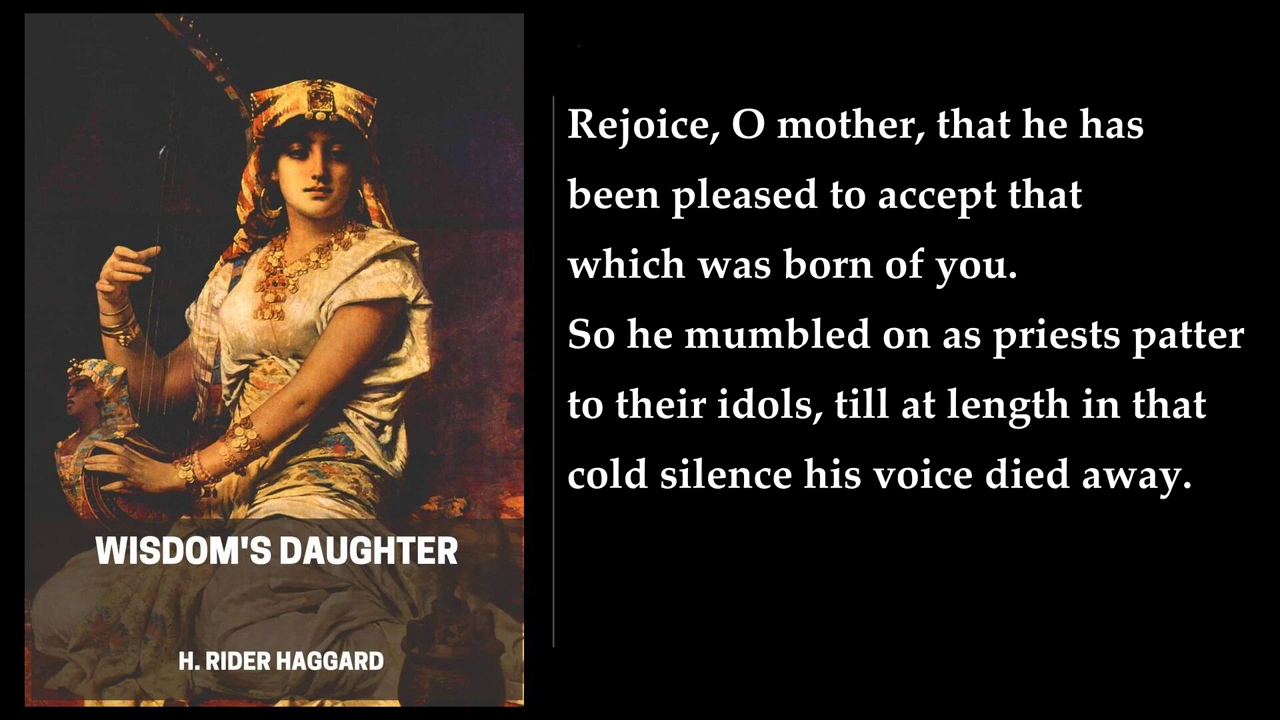 WISDOM'S DAUGHTER
H. RIDER HAGGARD
Rejoice, O mother, that he has
been pleased to accept that
which was born of you.
So he mumbled on as priests patter
to their idols, till at length in that
cold silence his voice died away.